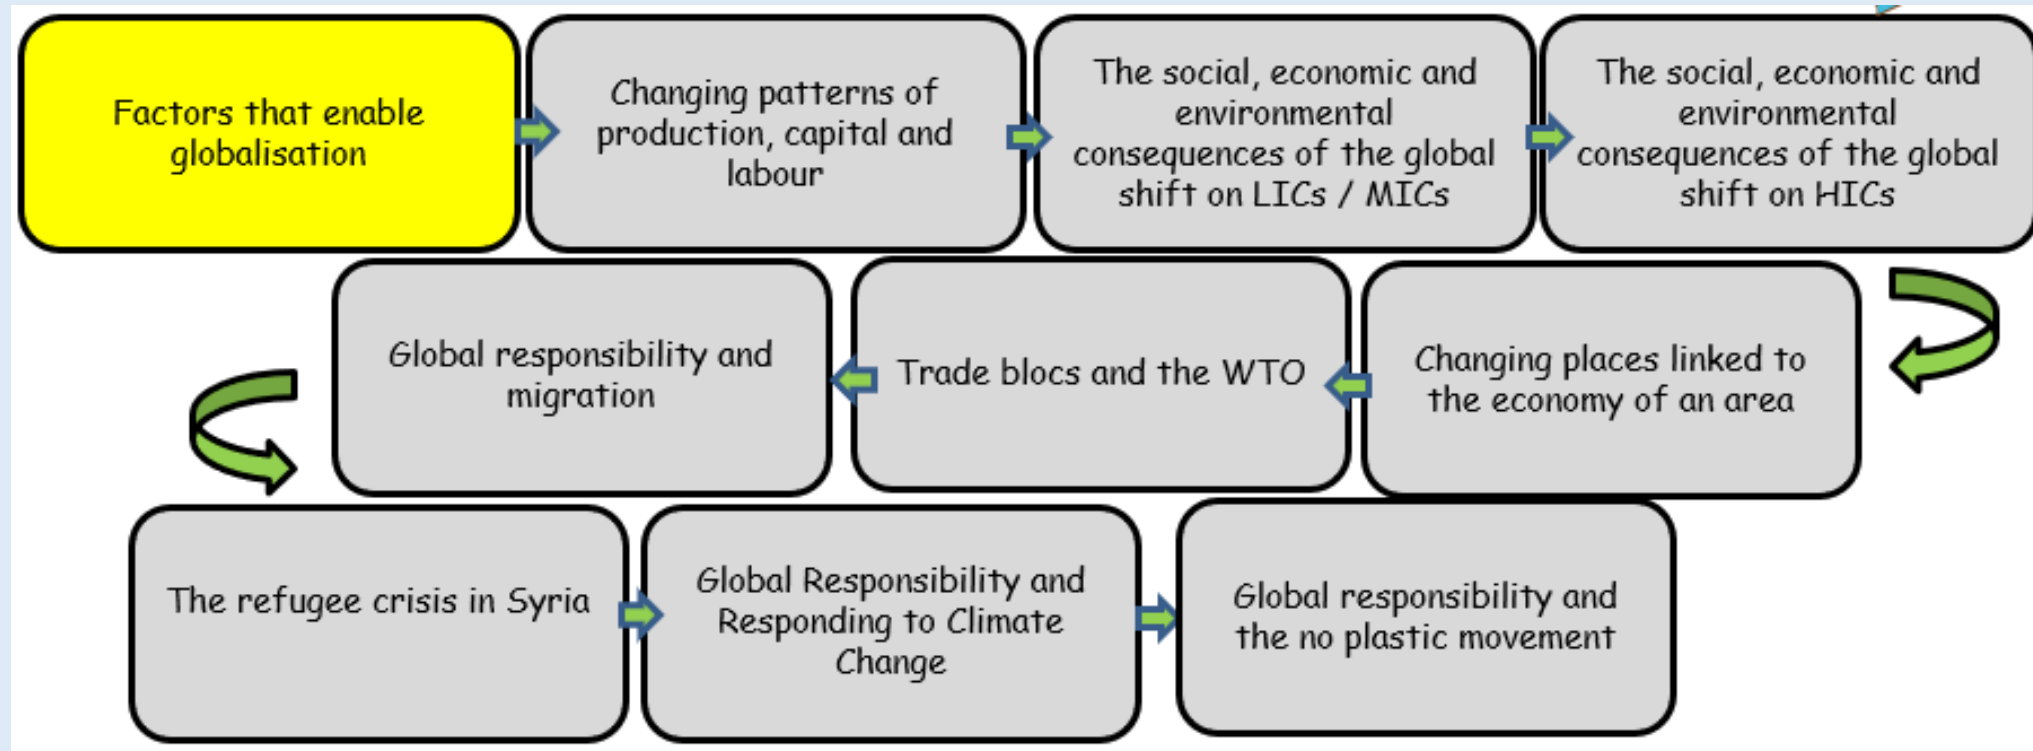 Factors that enable
globalisation
Changing patterns of
production, capital and
labour
The social, economic and
environmental
consequences of the global
shift on LICs / MICs
The social, economic and
environmental
consequences of the global
shift on HICs
Changing places linked to
the economy of an area
Trade blocs and the WTO
Global responsibility and
migration
The refugee crisis in Syria
Global Responsibility and
Responding to Climate
Change
Global responsibility and
the no plastic movement